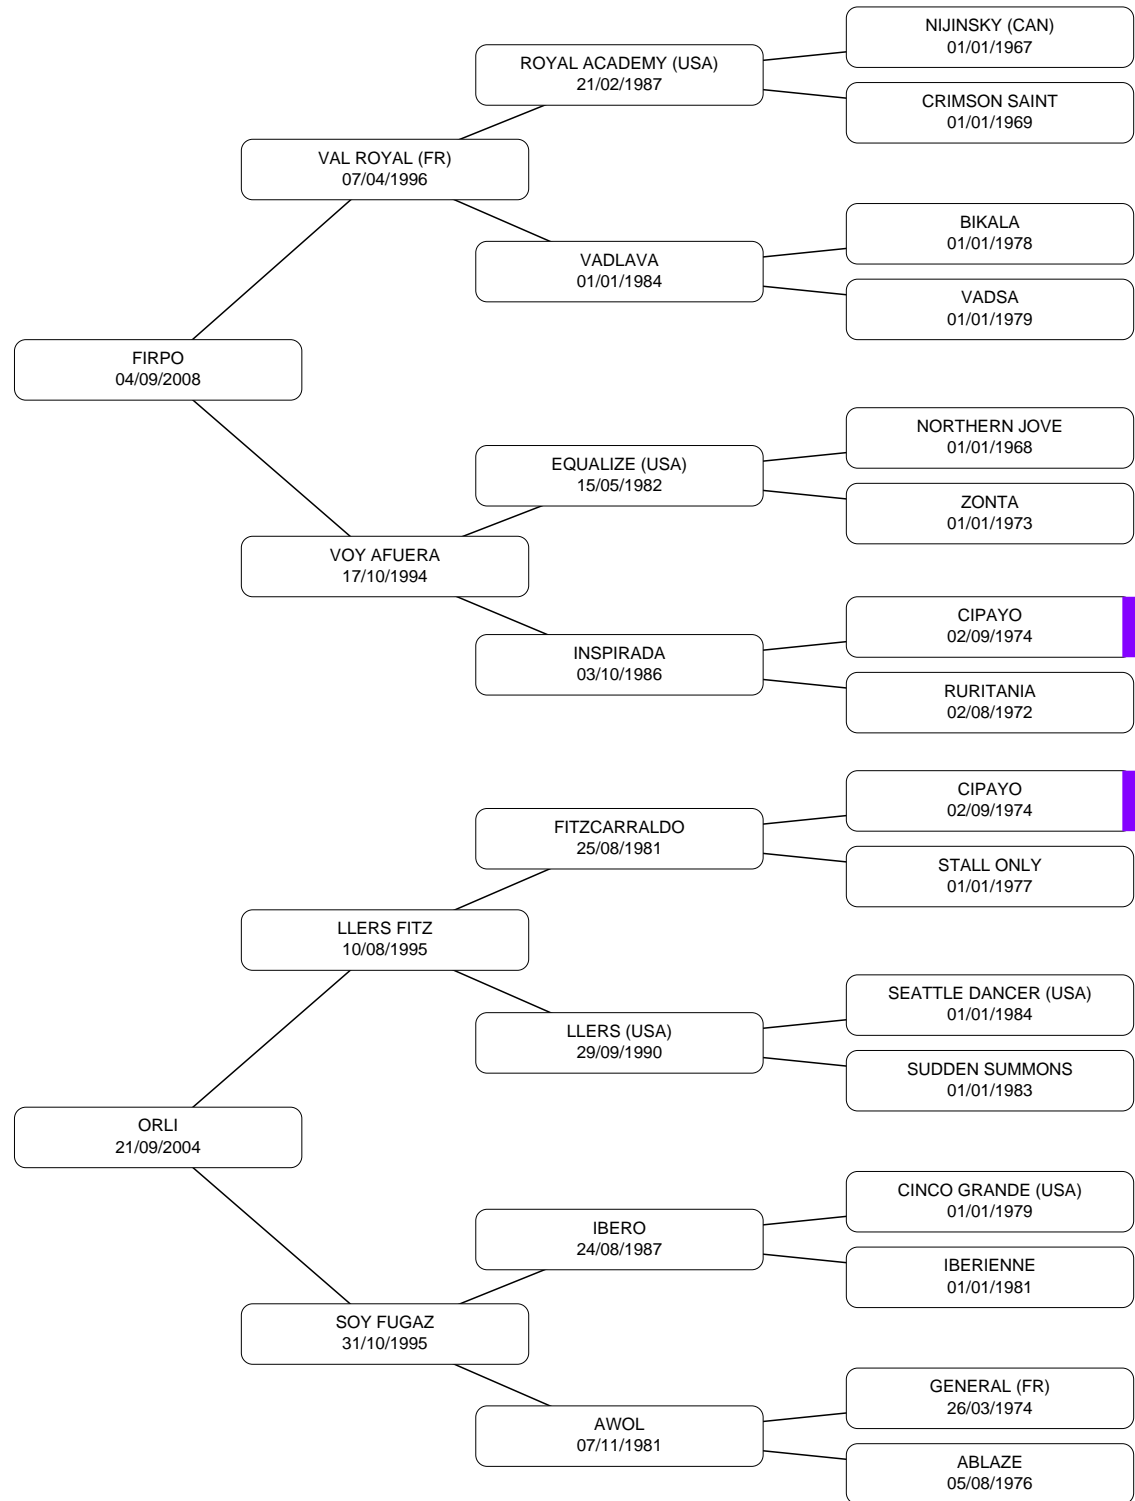 NIJINSKY (CAN)
01/01/1967
ROYAL ACADEMY (USA)
21/02/1987
CRIMSON SAINT
01/01/1969
VAL ROYAL (FR)
07/04/1996
BIKALA
01/01/1978
VADLAVA
01/01/1984
VADSA
01/01/1979
FIRPO
04/09/2008
NORTHERN JOVE
01/01/1968
EQUALIZE (USA)
15/05/1982
ZONTA
01/01/1973
VOY AFUERA
17/10/1994
CIPAYO
02/09/1974
INSPIRADA
03/10/1986
RURITANIA
02/08/1972
CIPAYO
02/09/1974
FITZCARRALDO
25/08/1981
STALL ONLY
01/01/1977
LLERS FITZ
10/08/1995
SEATTLE DANCER (USA)
01/01/1984
LLERS (USA)
29/09/1990
SUDDEN SUMMONS
01/01/1983
ORLI
21/09/2004
CINCO GRANDE (USA)
01/01/1979
IBERO
24/08/1987
IBERIENNE
01/01/1981
SOY FUGAZ
31/10/1995
GENERAL (FR)
26/03/1974
AWOL
07/11/1981
ABLAZE
05/08/1976